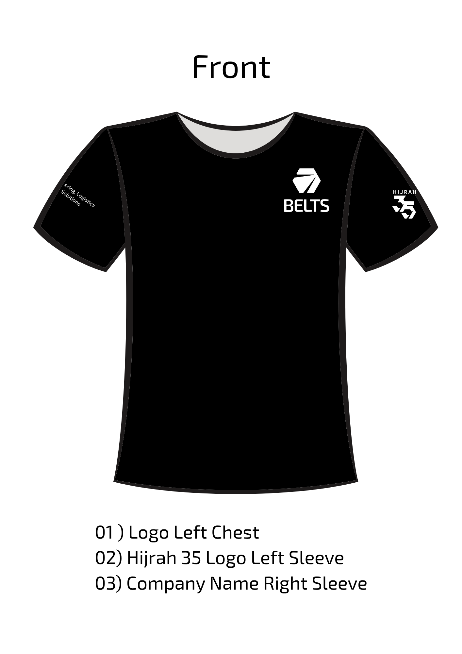 Front
BELTS
HIJRAH
35
01 ) Logo Left Chest
02) Hijrah 35 Logo Left Sleeve
03) Company Name Right Sleeve